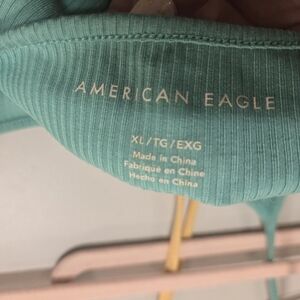 AMERICAN EAGLE
XL/TG/EXG
Made in China
Fabriqué en Chine
Hecho en China